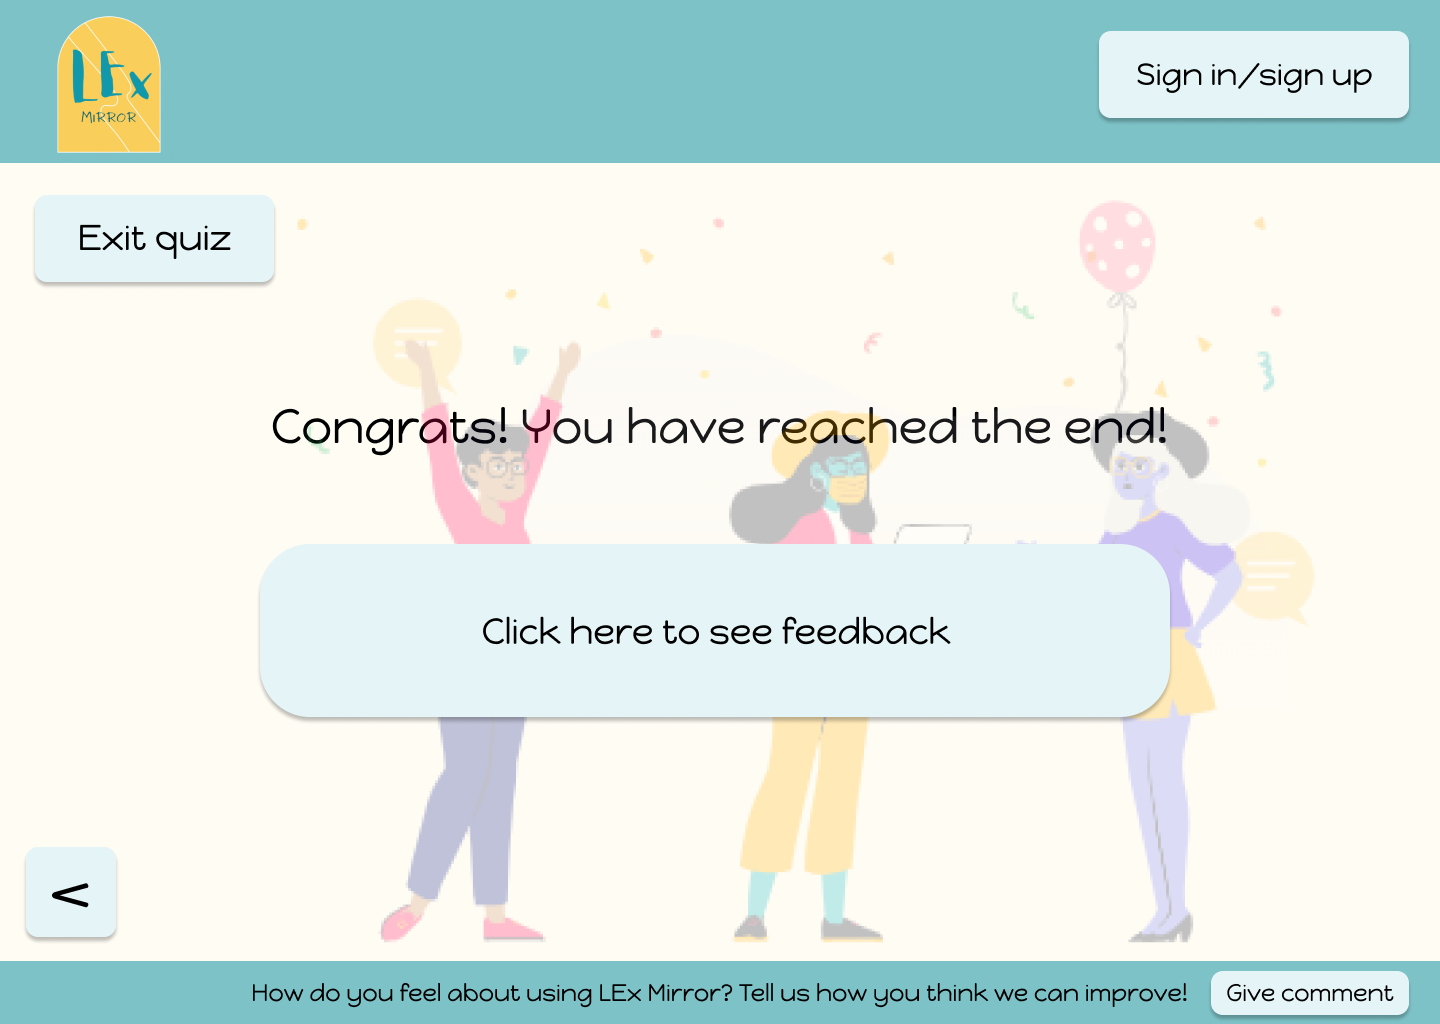 LEx
MIRROR
Sign in/sign up
Exit quiz
Congrats! You have reached the end!
Click here to see feedback
<
How do you feel about using LEx Mirror? Tell us how you think we can improve!
Give comment